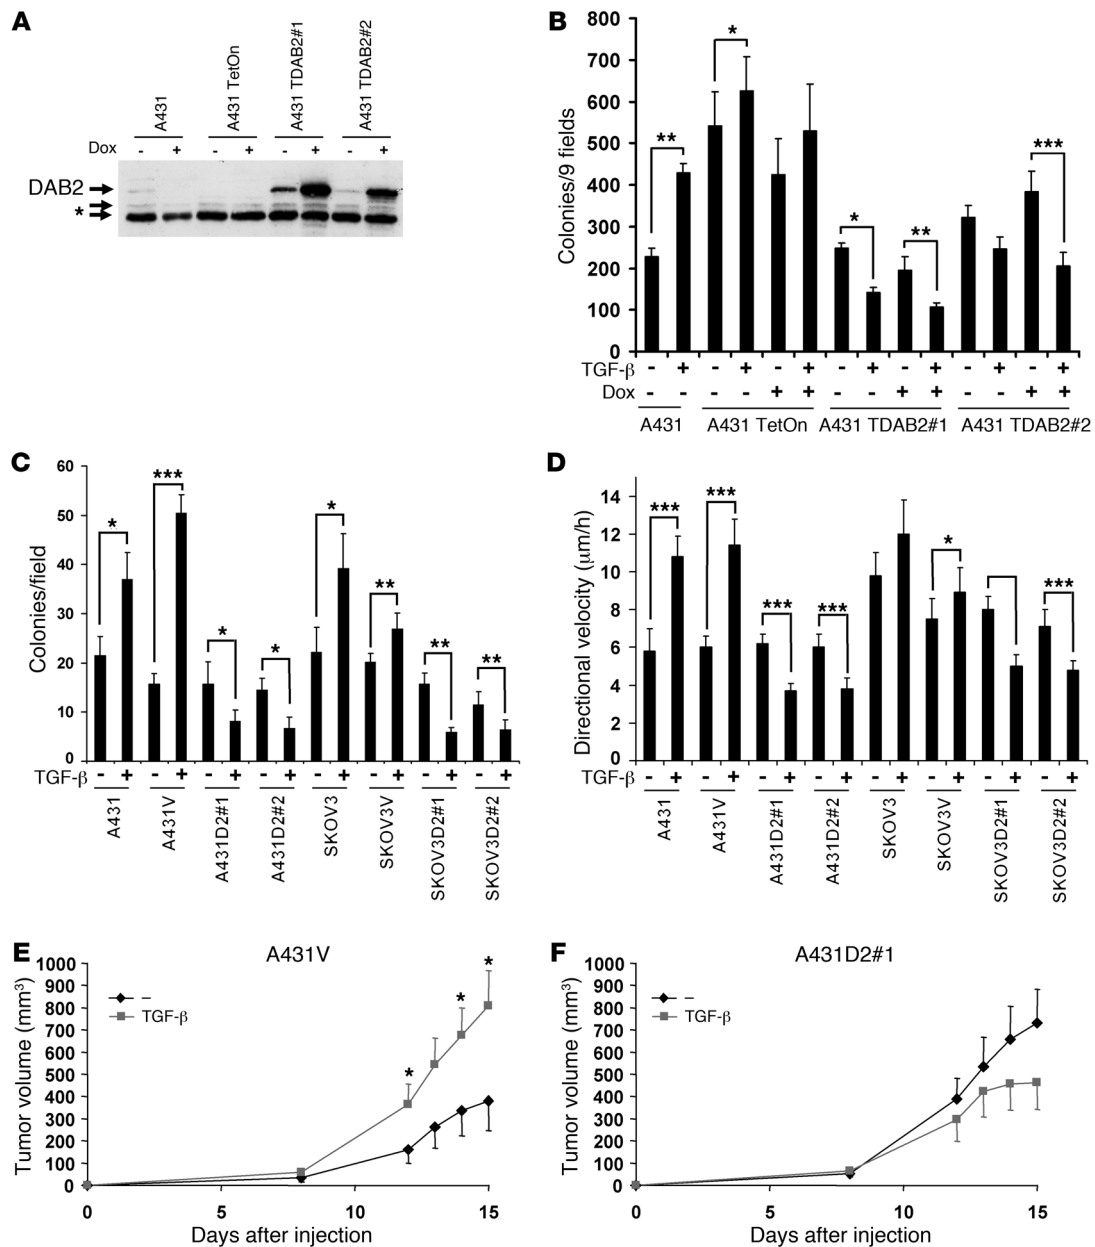 A
A431
A431 TetOn
A431 TDAB2#1
A431 TDAB2#2
Dox - + - + - + - +
DAB2
*
B
Colonies/9 fields
800
700
600
500
400
300
200
100
0
** * * ** ***
TGF-β - + - + - + - + - + - + - +
Dox - - - - + + - - + + - - + +
A431 A431 TetOn A431 TDAB2#1 A431 TDAB2#2
C
Colonies/field
60
50
40
30
20
10
0
* *** * * * ** ** **
TGF-β - + - + - + - + - + - + - + - +
A431
A431V
A431D2#1
A431D2#2
SKOV3
SKOV3V
SKOV3D2#1
SKOV3D2#2
D
Directional velocity (μm/h)
14
12
10
8
6
4
2
0
*** *** *** *** * ***
TGF-β - + - + - + - + - + - + - + - +
A431
A431V
A431D2#1
A431D2#2
SKOV3
SKOV3V
SKOV3D2#1
SKOV3D2#2
E
A431V
Tumor volume (mm³)
1000
900
800
700
600
500
400
300
200
100
0
–
TGF-β
* * *
0 5 10 15
Days after injection
F
A431D2#1
Tumor volume (mm³)
1000
900
800
700
600
500
400
300
200
100
0
–
TGF-β
0 5 10 15
Days after injection